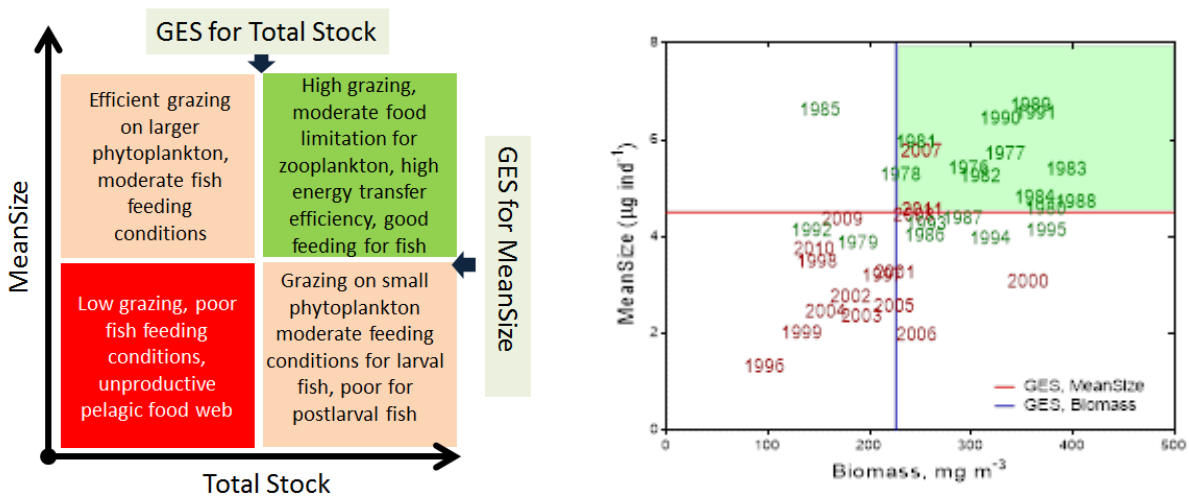 GES for Total Stock
MeanSize
Efficient grazing
on larger
phytoplankton,
moderate fish
feeding
conditions
High grazing,
moderate food
limitation for
zooplankton, high
energy transfer
efficiency, good
feeding for fish
GES for MeanSize
Low grazing, poor
fish feeding
conditions,
unproductive
pelagic food web
Grazing on small
phytoplankton
moderate feeding
conditions for larval
fish, poor for
postlarval fish
Total Stock
MeanSize (µg ind⁻¹)
8
6
4
2
0
1985
1989
1991
1990
1981
2007
1977
1978
1976
1982
1983
1984
1988
2011
2009
1993
1987
1992
1979
1986
1994
1995
2010
1998
2001
2000
2002
2004
2003
2005
1999
2006
1996
GES, MeanSize
GES, Biomass
0 100 200 300 400 500
Biomass, mg m⁻³